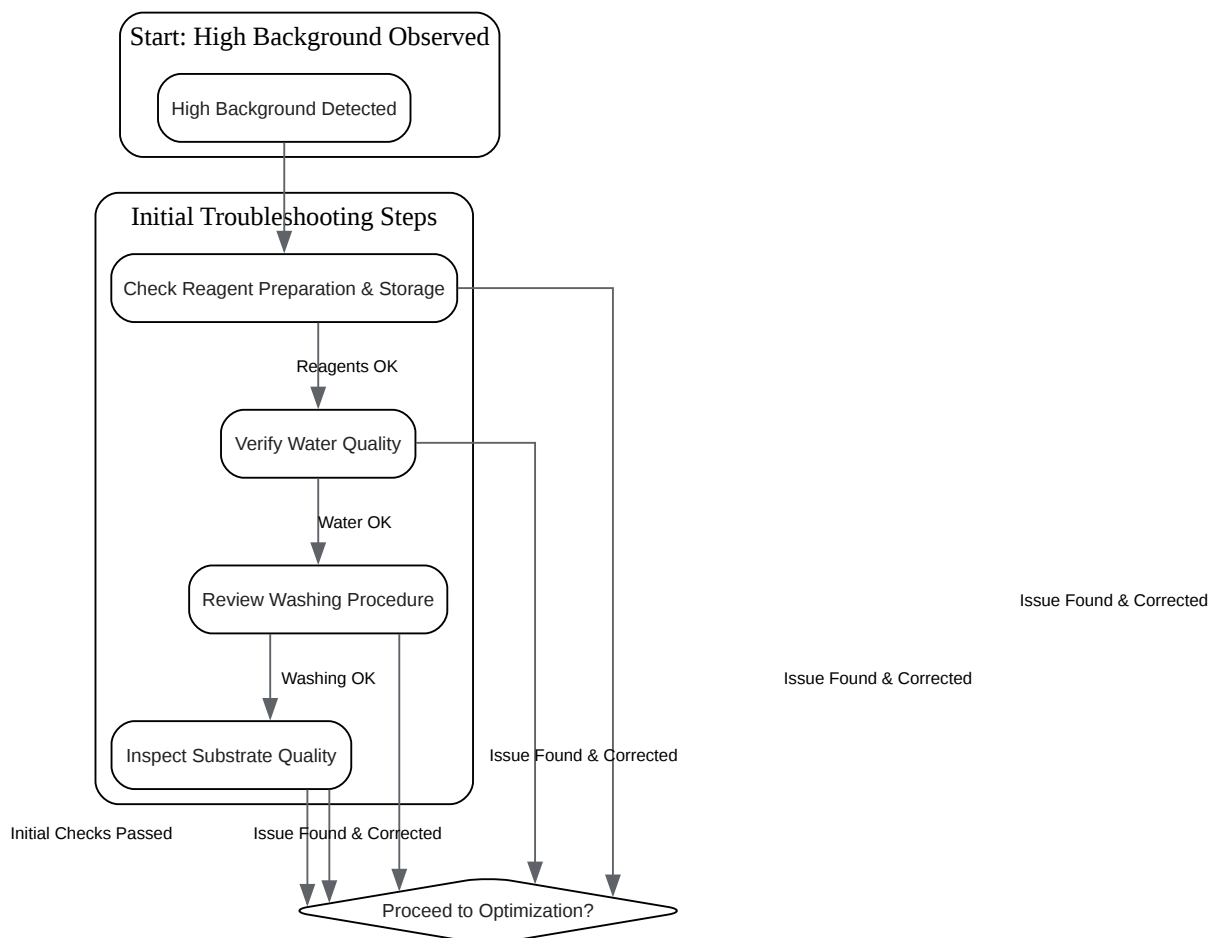 Start: High Background Observed
High Background Detected
Initial Troubleshooting Steps
Check Reagent Preparation & Storage
Reagents OK
Verify Water Quality
Water OK
Review Washing Procedure
Issue Found & Corrected
Washing OK
Issue Found & Corrected
Inspect Substrate Quality
Issue Found & Corrected
Initial Checks Passed
Issue Found & Corrected
Proceed to Optimization?